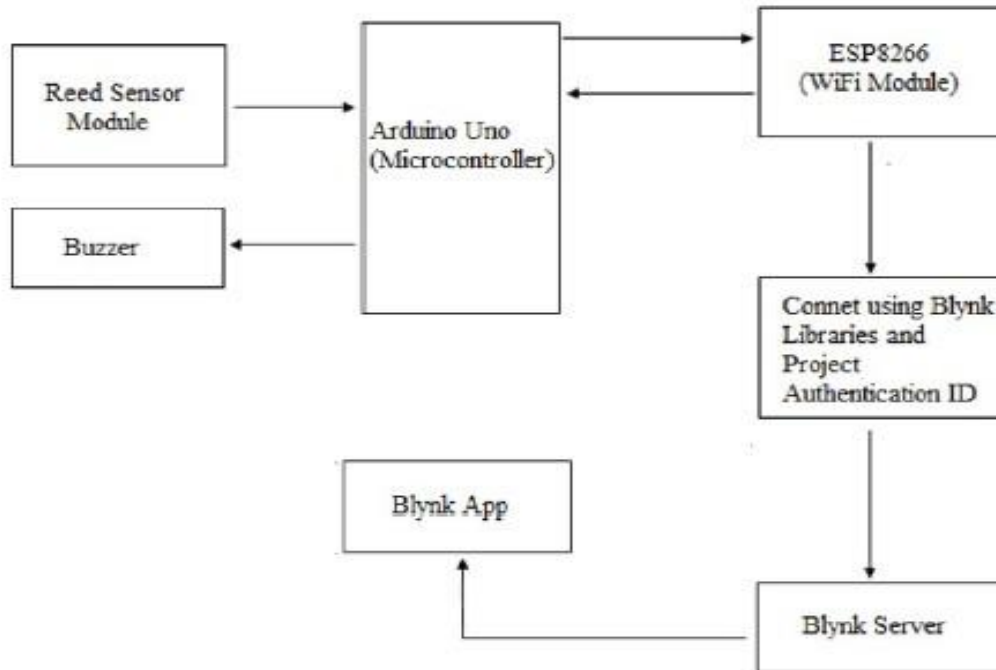 Reed Sensor
Module
Buzzer
Arduino Uno
(Microcontroller)
ESP8266
(WiFi Module)
Connet using Blynk
Libraries and
Project
Authentication ID
Blynk App
Blynk Server